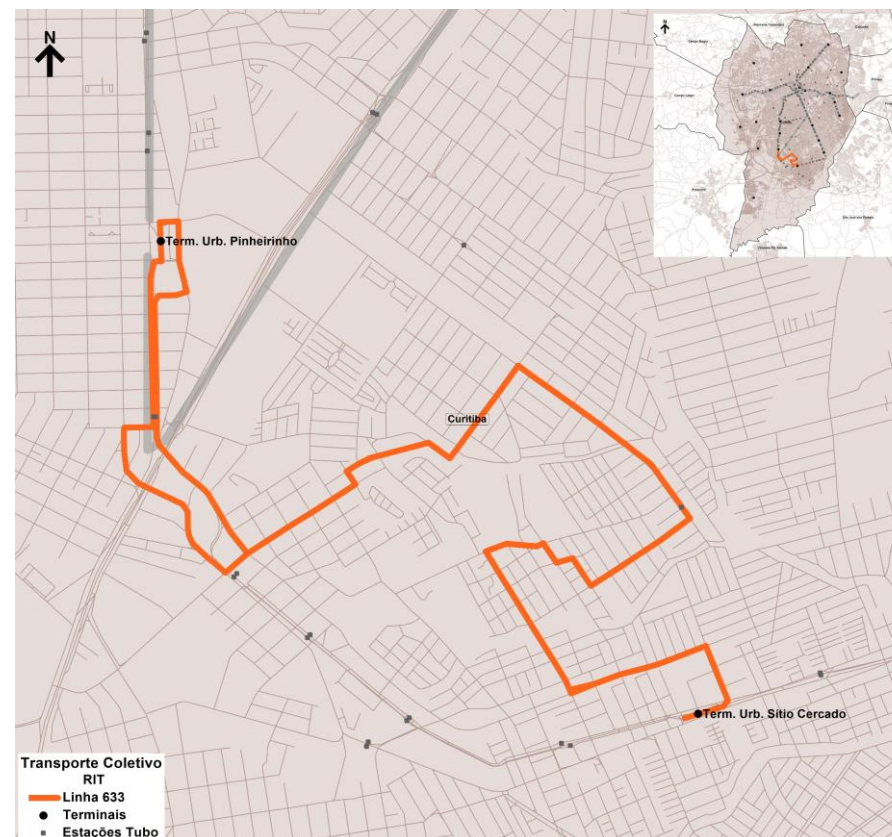 N
Term. Urb. Pinheirinho
Curitiba
Term. Urb. Sítio Cercado
Transporte Coletivo
RIT
Linha 633
Terminais
Estações Tubo